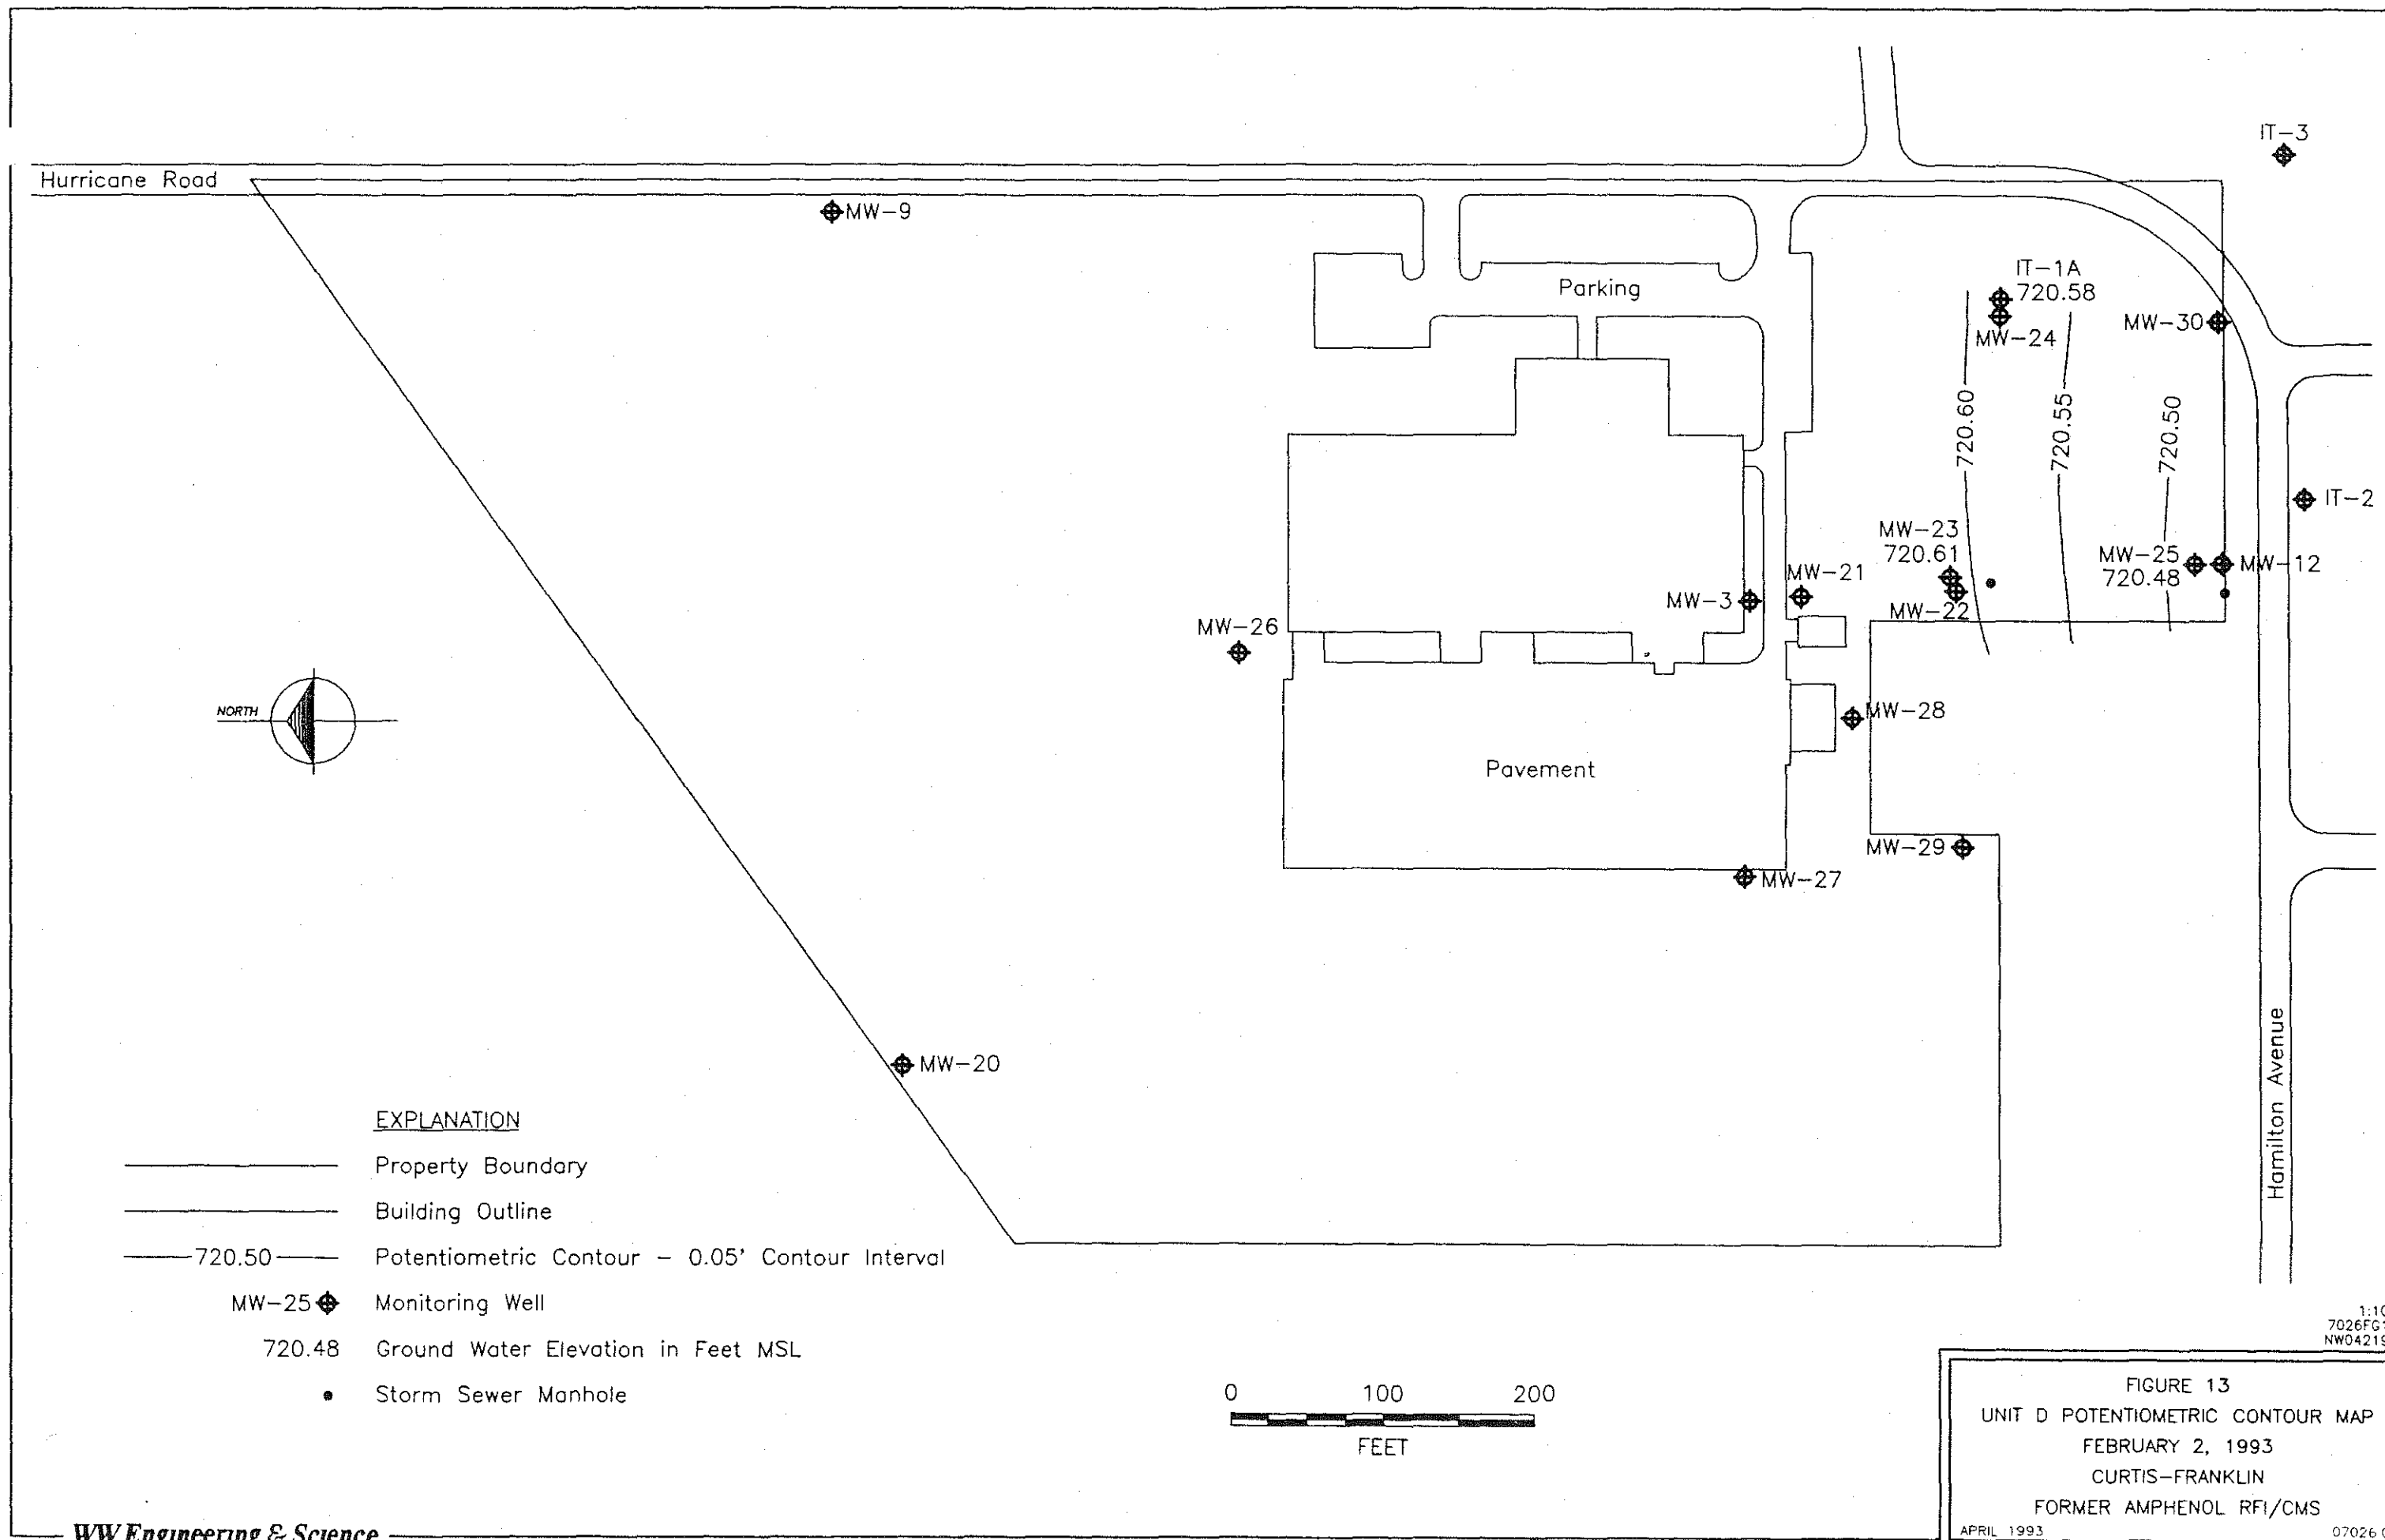 IT-3
Hurricane Road
MW-9
IT-1A
720.58
Parking
MW-30
MW-24
720.60
720.55
720.50
IT-2
MW-23
720.61
MW-25
720.48
MW-12
MW-21
MW-3
MW-22
MW-26
NORTH
MW-28
Pavement
MW-29
MW-27
Hamilton Avenue
MW-20
EXPLANATION
Property Boundary
Building Outline
720.50 Potentiometric Contour - 0.05' Contour Interval
MW-25 Monitoring Well
720.48 Ground Water Elevation in Feet MSL
Storm Sewer Manhole
0 100 200
FEET
FIGURE 13
UNIT D POTENTIOMETRIC CONTOUR MAP
FEBRUARY 2, 1993
CURTIS-FRANKLIN
FORMER AMPHENOL RFI/CMS
APRIL 1993 07026
WW Engineering & Science